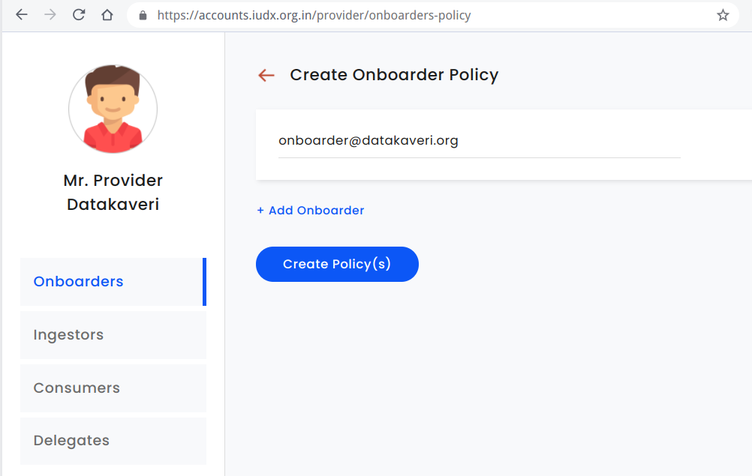 https://accounts.iudx.org.in/provider/onboarders-policy
Mr. Provider
Datakaveri
Onboarders
Ingestors
Consumers
Delegates
Create Onboarder Policy
onboarder@datakaveri.org
+ Add Onboarder
Create Policy(s)